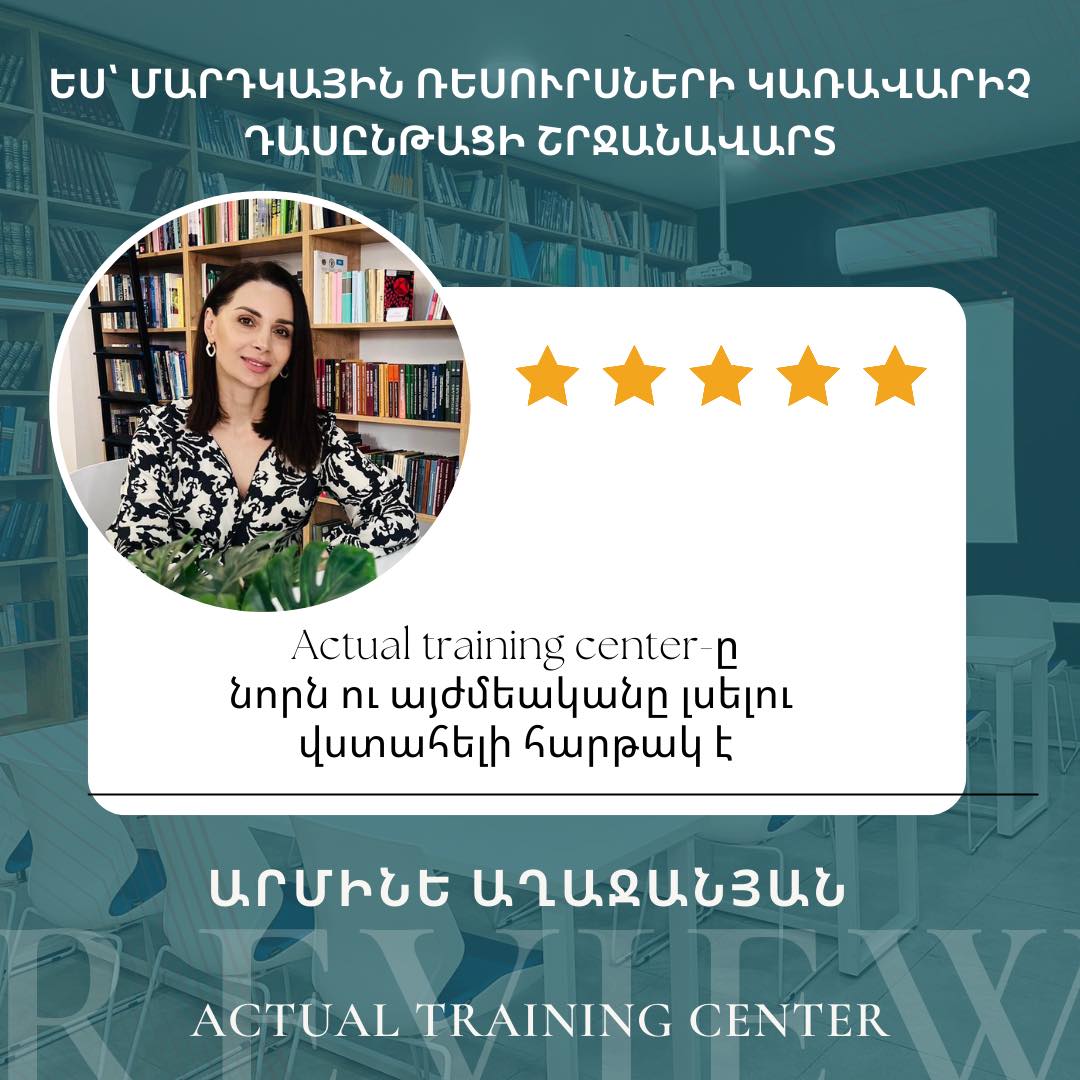 ԵՍ՝ ՄԱՐԴԿԱՅԻՆ ՌԵՍՈՒՐՍՆԵՐԻ ԿԱՌԱՎԱՐԻՉ
ԴԱՍԸՆԹԱՑԻ ՇՐՋԱՆԱՎԱՐՏ
Actual training center-ը
նորն ու այժմեականը լսելու
վստահելի հարթակ է
ԱՐՄԻՆԵ ԱՂԱՋԱՆՅԱՆ
REVIEW
ACTUAL TRAINING CENTER